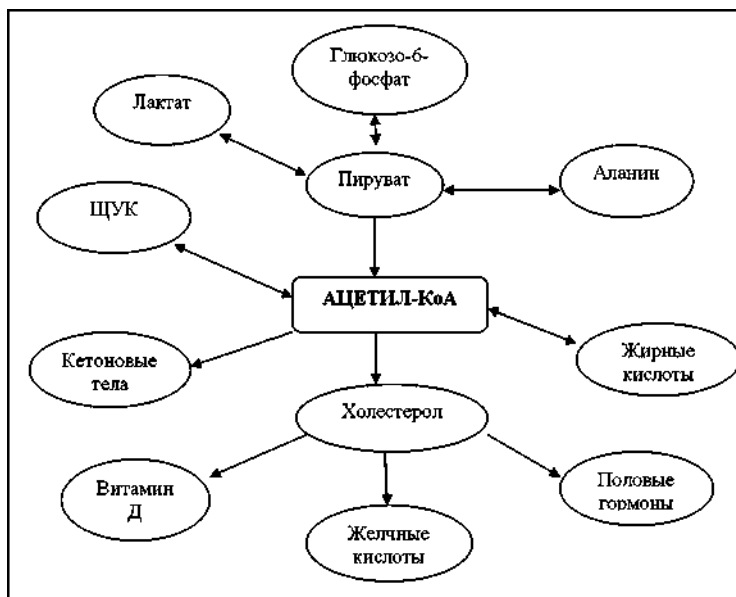 Глюкозо-6-
фосфат
Лактат
Пируват
Аланин
ЩУК
АЦЕТИЛ-КоА
Кетоновые
тела
Жирные
кислоты
Холестерол
Витамин
Д
Половые
гормоны
Желчные
кислоты